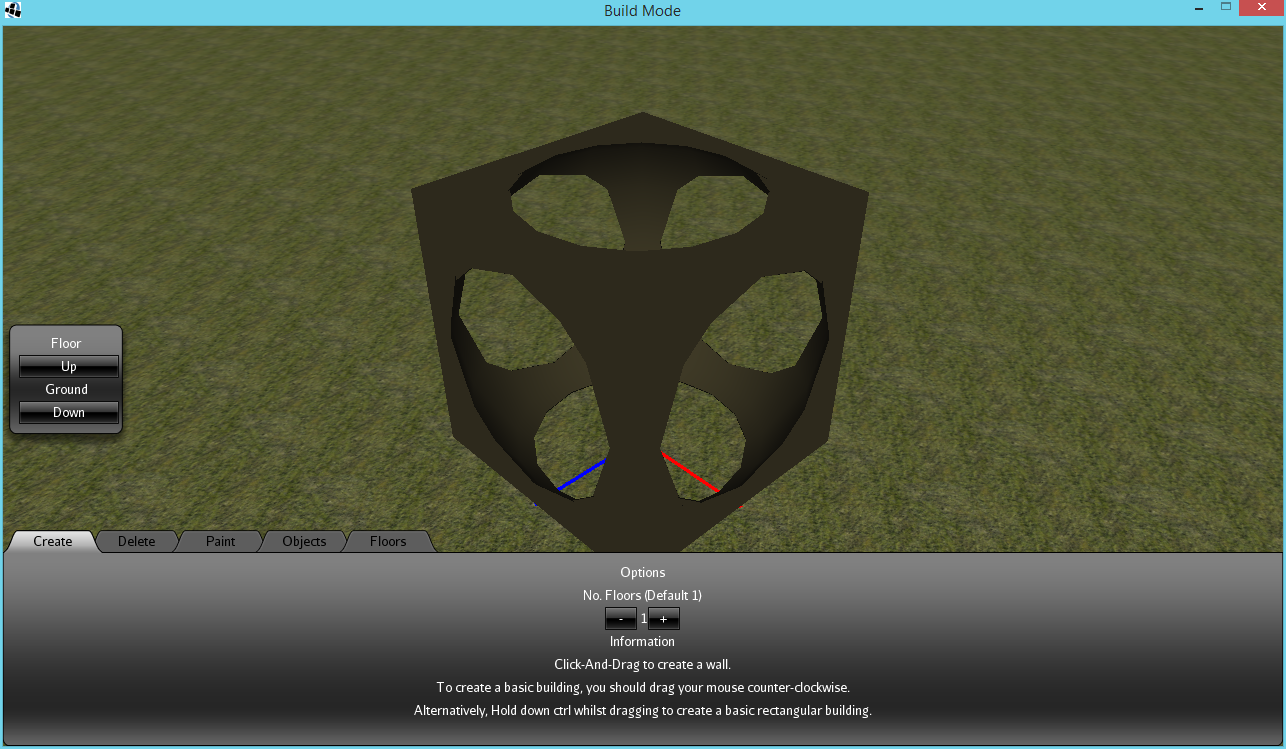 Build Mode
Floor
Up
Ground
Down
Create Delete Paint Objects Floors
Options
No. Floors (Default 1)
- 1 +
Information
Click-And-Drag to create a wall.
To create a basic building, you should drag your mouse counter-clockwise.
Alternatively, Hold down ctrl whilst dragging to create a basic rectangular building.